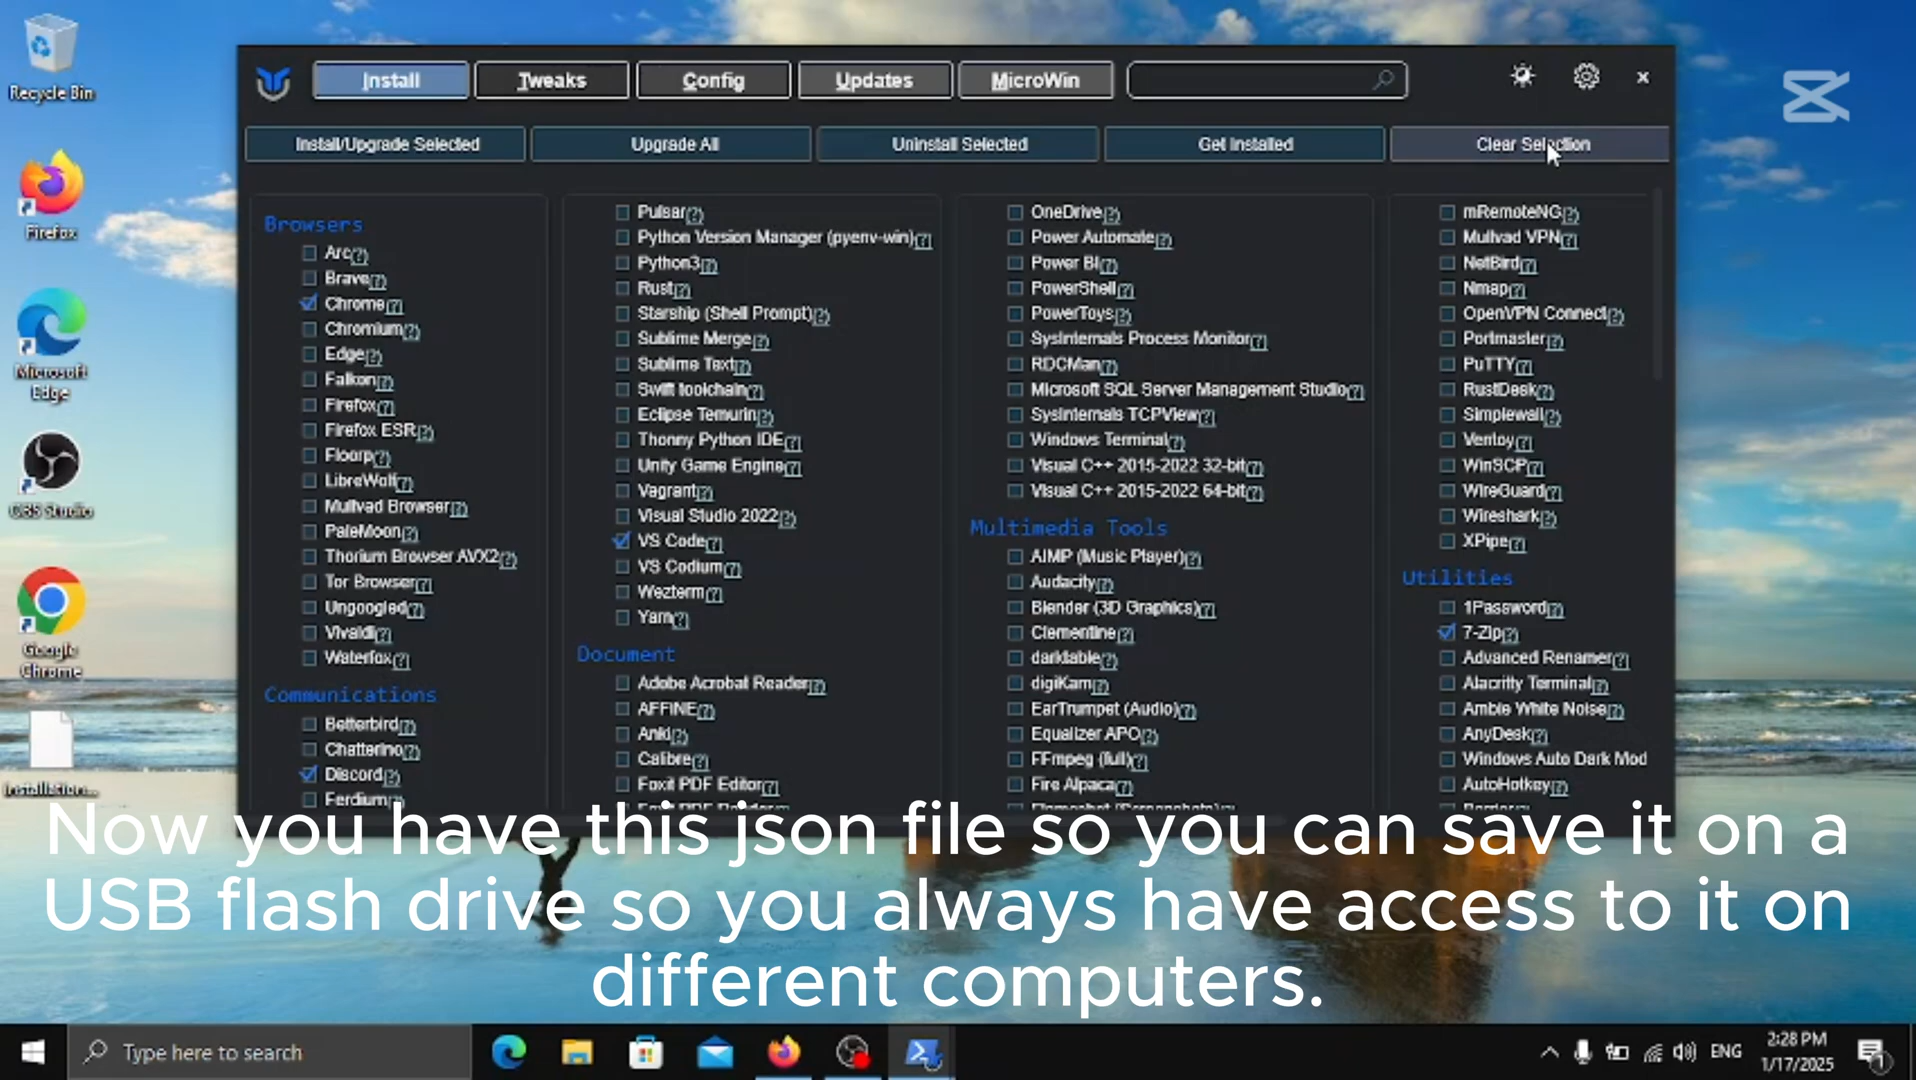 Recycle Bin
Firefox
Microsoft
Edge
OBS Studio
Google
Chrome
Installation...
Install
Tweaks
Config
Updates
MicroWin
Install/Upgrade Selected
Upgrade All
Uninstall Selected
Get Installed
Clear Selection
Browsers
Arc(?)
Brave(?)
Chrome(?)
Chromium(?)
Edge(?)
Falkon(?)
Firefox(?)
Firefox ESR(?)
Floorp(?)
LibreWolf(?)
Mullvad Browser(?)
PaleMoon(?)
Thorium Browser AVX2(?)
Tor Browser(?)
Ungoogled(?)
Vivaldi(?)
Waterfox(?)
Communications
Betterbird(?)
Chatterino(?)
Discord(?)
Ferdium(?)
Pulsar(?)
Python Version Manager (pyenv-win)(?)
Python3(?)
Rust(?)
Starship (Shell Prompt)(?)
Sublime Merge(?)
Sublime Text(?)
Swift toolchain(?)
Eclipse Temurin(?)
Thonny Python IDE(?)
Unity Game Engine(?)
Vagrant(?)
Visual Studio 2022(?)
VS Code(?)
VS Codium(?)
Wezterm(?)
Yarn(?)
Document
Adobe Acrobat Reader(?)
AFFINE(?)
Anki(?)
Calibre(?)
Foxit PDF Editor(?)
OneDrive(?)
Power Automate(?)
Power BI(?)
PowerShell(?)
PowerToys(?)
SysInternals Process Monitor(?)
RDCMan(?)
Microsoft SQL Server Management Studio(?)
SysInternals TCPView(?)
Windows Terminal(?)
Visual C++ 2015-2022 32-bit(?)
Visual C++ 2015-2022 64-bit(?)
Multimedia Tools
AIMP (Music Player)(?)
Audacity(?)
Blender (3D Graphics)(?)
Clementine(?)
darktable(?)
digiKam(?)
EarTrumpet (Audio)(?)
Equalizer APO(?)
FFmpeg (full)(?)
Fire Alpaca(?)
mRemoteNG(?)
Mullvad VPN(?)
NetBird(?)
Nmap(?)
OpenVPN Connect(?)
Portmaster(?)
PuTTY(?)
RustDesk(?)
Simplewall(?)
Ventoy(?)
WinSCP(?)
WireGuard(?)
Wireshark(?)
XPipe(?)
Utilities
1Password(?)
7-Zip(?)
Advanced Renamer(?)
Alacritty Terminal(?)
Ambie White Noise(?)
AnyDesk(?)
Windows Auto Dark Mod
AutoHotkey(?)
Now you have this json file so you can save it on a
USB flash drive so you always have access to it on
different computers.
Type here to search
ENG
2:28 PM
1/17/2025
1